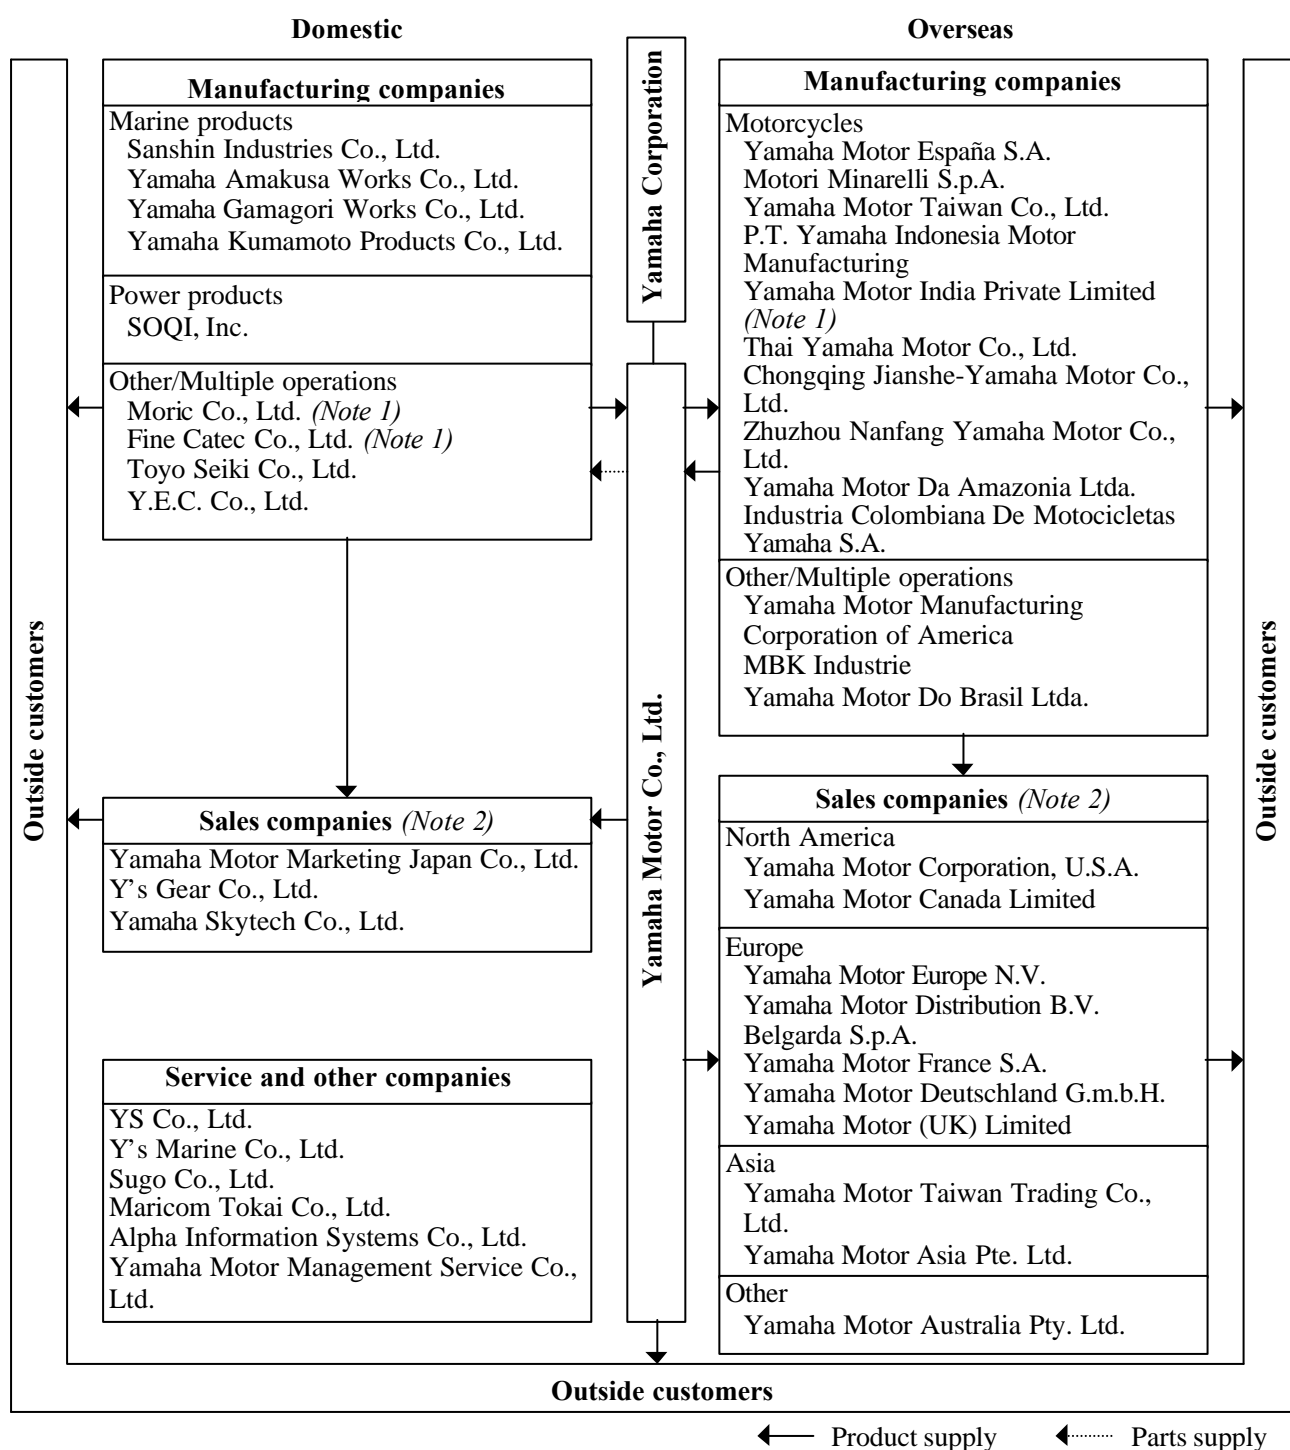 Domestic
Overseas
Outside customers
Manufacturing companies
Marine products
Sanshin Industries Co., Ltd.
Yamaha Amakusa Works Co., Ltd.
Yamaha Gamagori Works Co., Ltd.
Yamaha Kumamoto Products Co., Ltd.
Power products
SOQI, Inc.
Other/Multiple operations
Moric Co., Ltd. (Note 1)
Fine Catec Co., Ltd. (Note 1)
Toyo Seiki Co., Ltd.
Y.E.C. Co., Ltd.
Sales companies (Note 2)
Yamaha Motor Marketing Japan Co., Ltd.
Y’s Gear Co., Ltd.
Yamaha Skytech Co., Ltd.
Service and other companies
YS Co., Ltd.
Y’s Marine Co., Ltd.
Sugo Co., Ltd.
Maricom Tokai Co., Ltd.
Alpha Information Systems Co., Ltd.
Yamaha Motor Management Service Co.,
Ltd.
Yamaha Corporation
Yamaha Motor Co., Ltd.
Manufacturing companies
Motorcycles
Yamaha Motor España S.A.
Motori Minarelli S.p.A.
Yamaha Motor Taiwan Co., Ltd.
P.T. Yamaha Indonesia Motor
Manufacturing
Yamaha Motor India Private Limited
(Note 1)
Thai Yamaha Motor Co., Ltd.
Chongqing Jianshe-Yamaha Motor Co.,
Ltd.
Zhuzhou Nanfang Yamaha Motor Co.,
Ltd.
Yamaha Motor Da Amazonia Ltda.
Industria Colombiana De Motocicletas
Yamaha S.A.
Other/Multiple operations
Yamaha Motor Manufacturing
Corporation of America
MBK Industrie
Yamaha Motor Do Brasil Ltda.
Sales companies (Note 2)
North America
Yamaha Motor Corporation, U.S.A.
Yamaha Motor Canada Limited
Europe
Yamaha Motor Europe N.V.
Yamaha Motor Distribution B.V.
Belgarda S.p.A.
Yamaha Motor France S.A.
Yamaha Motor Deutschland G.m.b.H.
Yamaha Motor (UK) Limited
Asia
Yamaha Motor Taiwan Trading Co.,
Ltd.
Yamaha Motor Asia Pte. Ltd.
Other
Yamaha Motor Australia Pty. Ltd.
Outside customers
Outside customers
Product supply
Parts supply